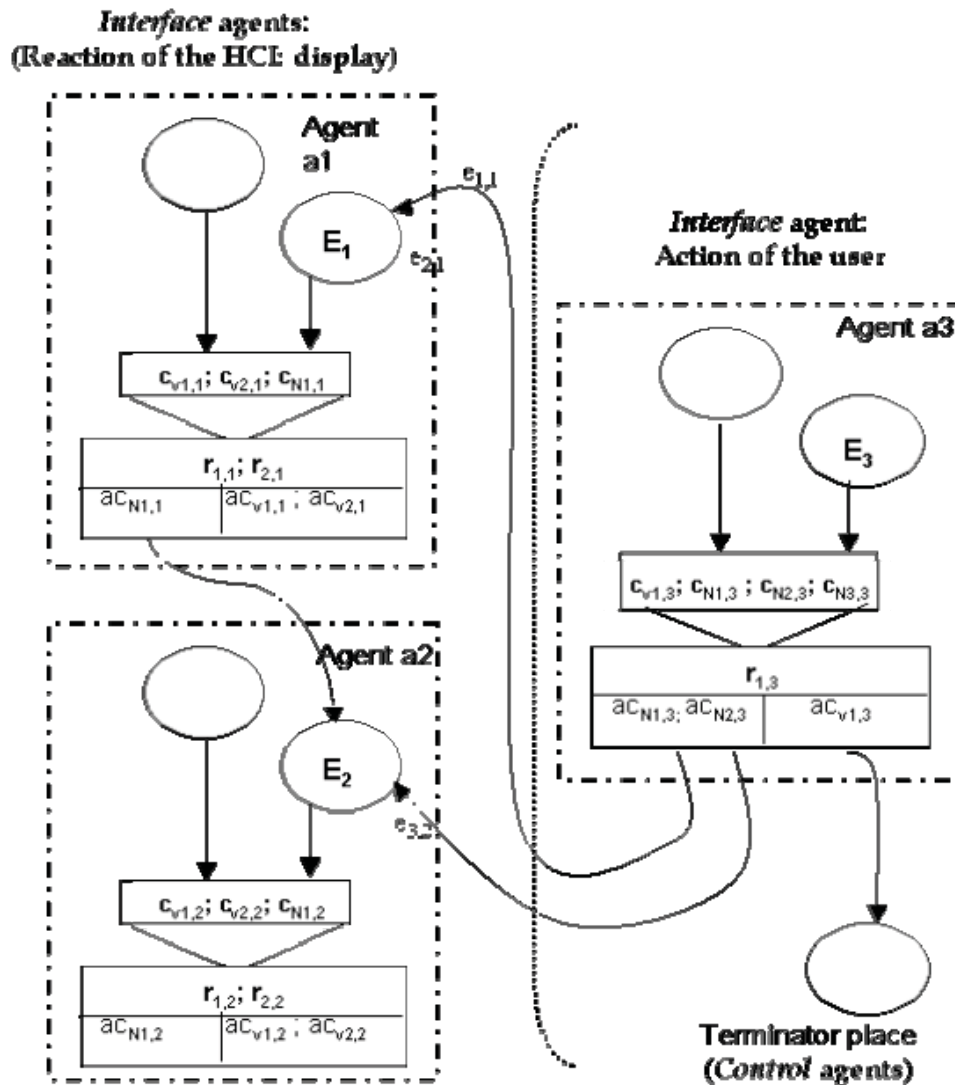 Interface agents:
(Reaction of the HCI: display)
Agent
a1
e1,1
E1
e2,1
cv1,1; cv2,1; cN1,1
r1,1; r2,1
acN1,1
acv1,1 ; acv2,1
Agent a2
E2
e3,2
cv1,2; cv2,2; cN1,2
r1,2; r2,2
acN1,2
acv1,2 ; acv2,2
Interface agent:
Action of the user
Agent a3
E3
cv1,3; cN1,3 ; cN2,3; cN3,3
r1,3
acN1,3; acN2,3
acv1,3
Terminator place
(Control agents)